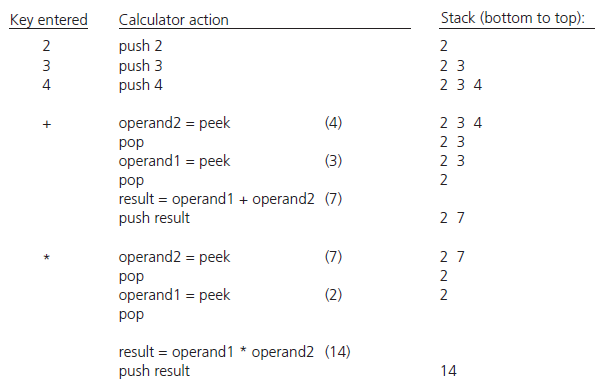 Key entered Calculator action Stack (bottom to top):
2 push 2 2
3 push 3 2 3
4 push 4 2 3 4
+ operand2 = peek (4) 2 3 4
pop 2 3
operand1 = peek (3) 2 3
pop 2
result = operand1 + operand2 (7)
push result 2 7
* operand2 = peek (7) 2 7
pop 2
operand1 = peek (2) 2
pop
result = operand1 * operand2 (14)
push result 14